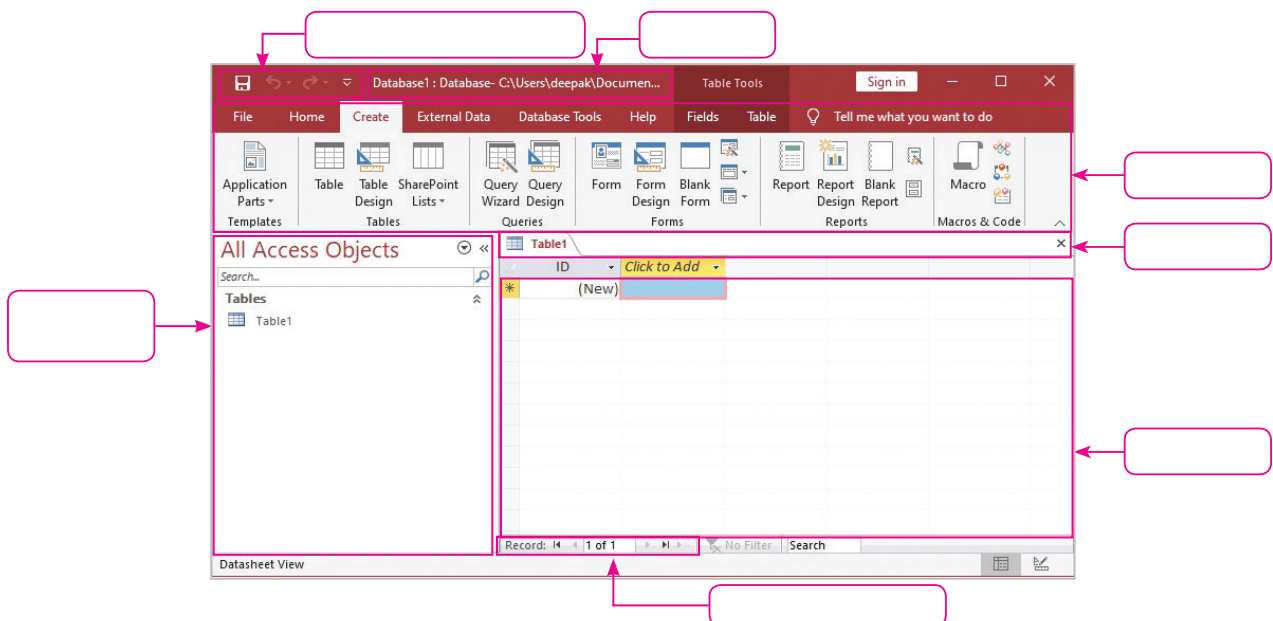 Database1 : Database- C:\Users\deepak\Documen... Table Tools Sign in
File Home Create External Data Database Tools Help Fields Table Tell me what you want to do
Application Parts Table Table Design SharePoint Lists Query Wizard Query Design Form Form Design Blank Form Report Report Design Blank Report Macro
Templates Tables Queries Forms Reports Macros & Code
All Access Objects
Search...
Tables
Table1
Table1
ID Click to Add
(New)
Record: 1 of 1 No Filter Search
Datasheet View